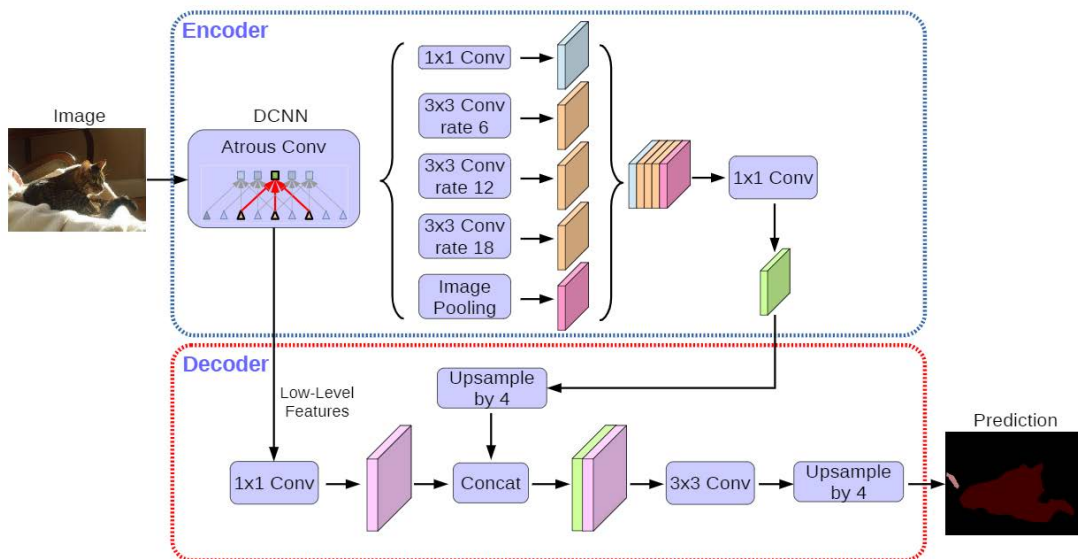 Encoder
Image
DCNN
Atrous Conv
1x1 Conv
3x3 Conv
rate 6
3x3 Conv
rate 12
3x3 Conv
rate 18
Image
Pooling
1x1 Conv
Decoder
Low-Level
Features
Upsample
by 4
1x1 Conv
Concat
3x3 Conv
Upsample
by 4
Prediction